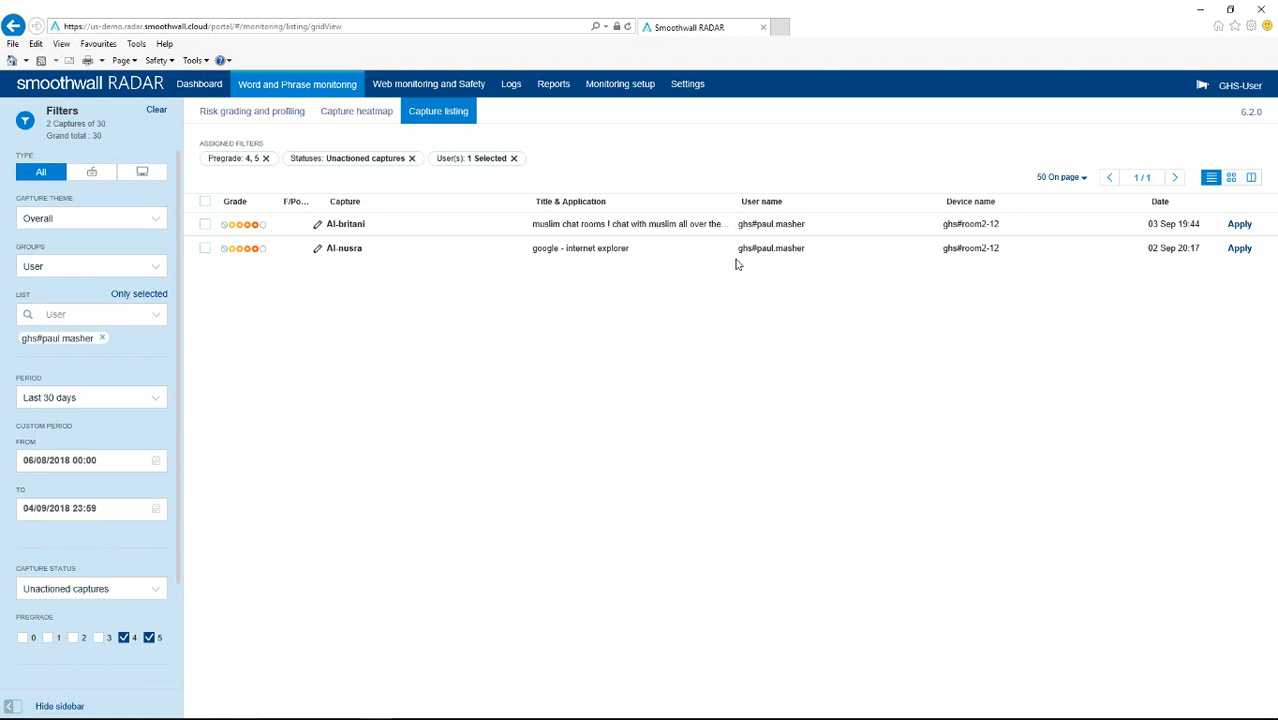 https://us-demo.radar.smoothwall.cloud/portal/#/monitoring/listing/gridView
Smoothwall RADAR
File Edit View Favourites Tools Help
Page Safety Tools
smoothwall RADAR Dashboard Word and Phrase monitoring Web monitoring and Safety Logs Reports Monitoring setup Settings GHS-User
Filters Clear
2 Captures of 30
Grand total : 30
Risk grading and profiling Capture heatmap Capture listing 6.2.0
ASSIGNED FILTERS
Pregrade: 4, 5 Statuses: Unactioned captures User(s): 1 Selected
TYPE
All
50 On page 1 / 1
CAPTURE THEME
Overall
GROUPS
User
LIST Only selected
User
ghs#paul.masher
PERIOD
Last 30 days
CUSTOM PERIOD
FROM
06/08/2018 00:00
TO
04/09/2018 23:59
CAPTURE STATUS
Unactioned captures
PREGRADE
0 1 2 3 4 5
Hide sidebar
Grade F/Po... Capture Title & Application User name Device name Date
Al-britani muslim chat rooms ! chat with muslim all over the... ghs#paul.masher ghs#room2-12 03 Sep 19:44 Apply
Al-nusra google - internet explorer ghs#paul.masher ghs#room2-12 02 Sep 20:17 Apply